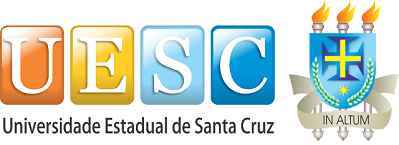 UESC
Universidade Estadual de Santa Cruz
IN ALTUM